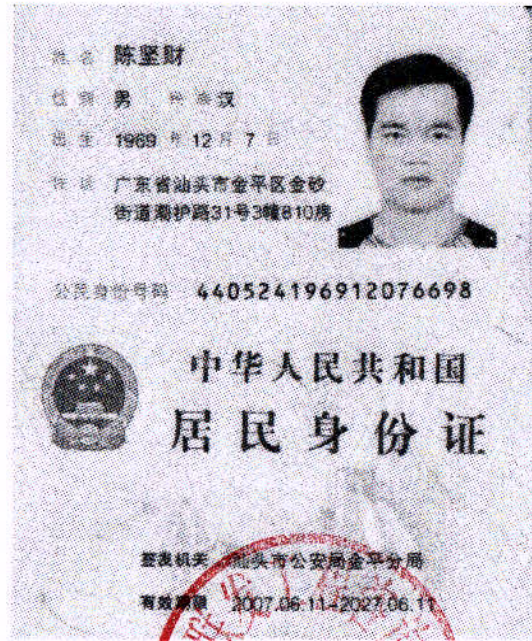 姓名 陈坚财
性别 男 民族 汉
出生 1969 年 12 月 7 日
住址 广东省汕头市金平区金砂
街道潮护路31号3幢810房
公民身份号码 440524196912076698
中华人民共和国
居民身份证
签发机关 汕头市公安局金平分局
有效期限 2007.06.11-2027.06.11